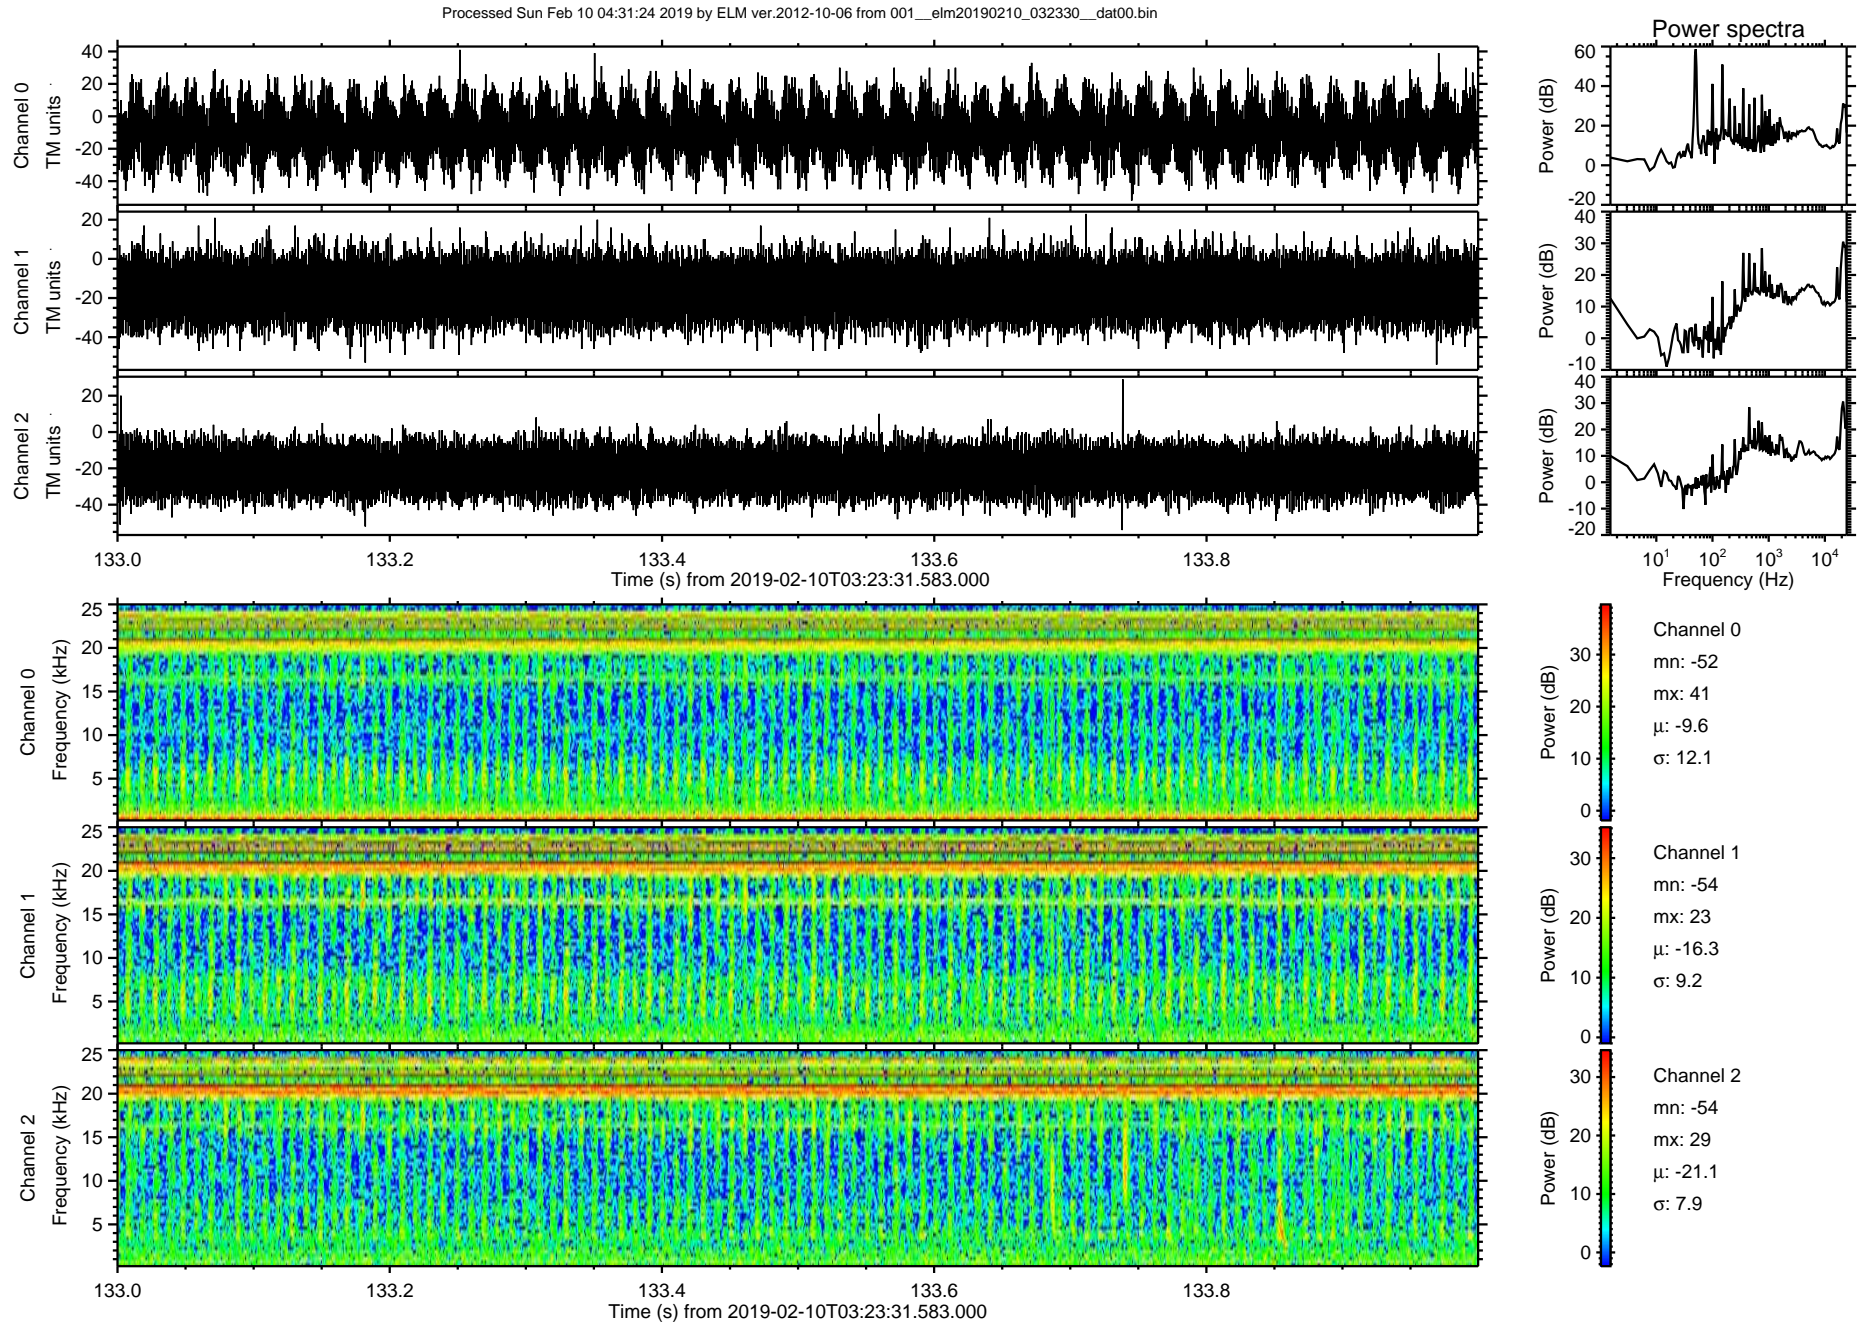 Processed Sun Feb 10 04:31:24 2019 by ELM ver.2012-10-06 from 001__elm20190210_032330__dat00.bin
Power spectra
Channel 0
TM units
40
20
0
-20
-40
Power (dB)
60
40
20
0
-20
Channel 1
TM units
20
0
-20
-40
Power (dB)
40
30
20
10
0
-10
Channel 2
TM units
20
0
-20
-40
Power (dB)
40
30
20
10
0
-10
-20
133.0 133.2 133.4 133.6 133.8
Time (s) from 2019-02-10T03:23:31.583.000
10¹ 10² 10³ 10⁴
Frequency (Hz)
Channel 0
Frequency (kHz)
25
20
15
10
5
Power (dB)
30
20
10
0
Channel 0
mn: -52
mx: 41
μ: -9.6
σ: 12.1
Channel 1
Frequency (kHz)
25
20
15
10
5
Power (dB)
30
20
10
0
Channel 1
mn: -54
mx: 23
μ: -16.3
σ: 9.2
Channel 2
Frequency (kHz)
25
20
15
10
5
Power (dB)
30
20
10
0
Channel 2
mn: -54
mx: 29
μ: -21.1
σ: 7.9
133.0 133.2 133.4 133.6 133.8
Time (s) from 2019-02-10T03:23:31.583.000